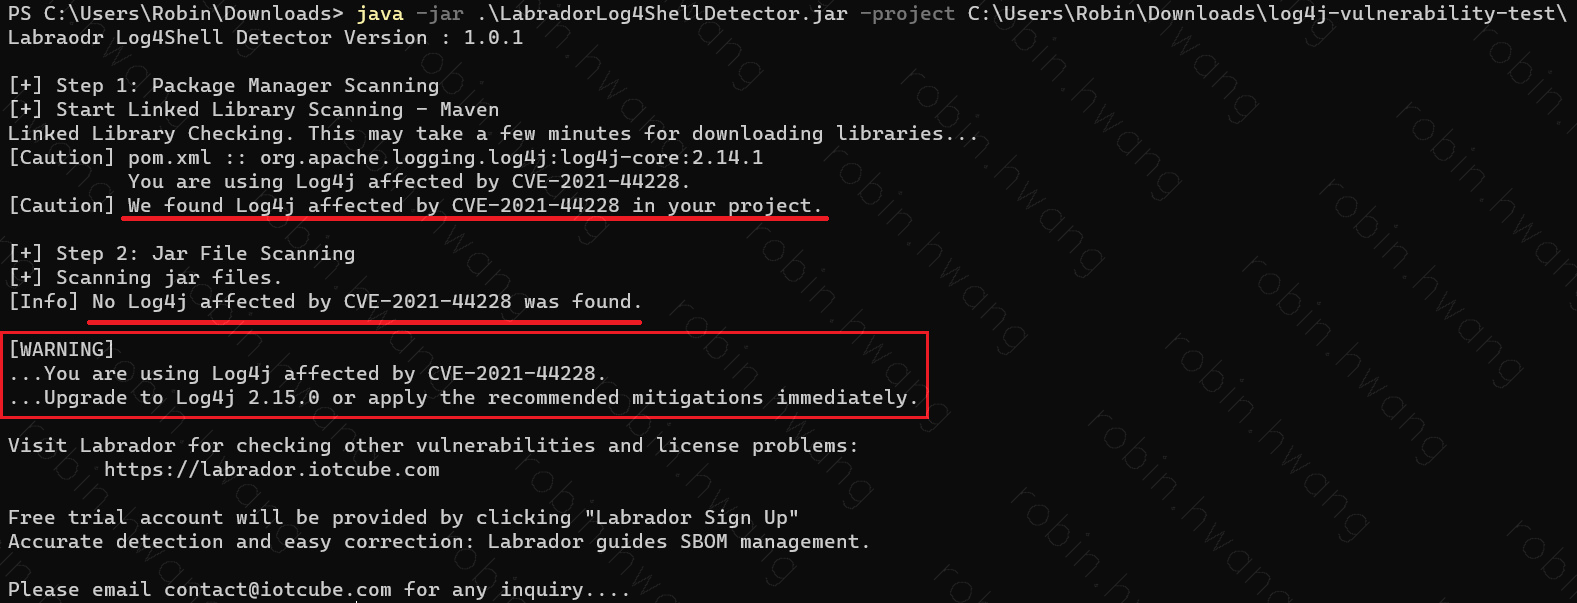 PS C:\Users\Robin\Downloads> java -jar .\LabradorLog4ShellDetector.jar -project C:\Users\Robin\Downloads\log4j-vulnerability-test\
Labraodr Log4Shell Detector Version : 1.0.1
[+] Step 1: Package Manager Scanning
[+] Start Linked Library Scanning - Maven
Linked Library Checking. This may take a few minutes for downloading libraries...
[Caution] pom.xml :: org.apache.logging.log4j:log4j-core:2.14.1
You are using Log4j affected by CVE-2021-44228.
[Caution] We found Log4j affected by CVE-2021-44228 in your project.
[+] Step 2: Jar File Scanning
[+] Scanning jar files.
[Info] No Log4j affected by CVE-2021-44228 was found.
[WARNING]
...You are using Log4j affected by CVE-2021-44228.
...Upgrade to Log4j 2.15.0 or apply the recommended mitigations immediately.
Visit Labrador for checking other vulnerabilities and license problems:
https://labrador.iotcube.com
Free trial account will be provided by clicking "Labrador Sign Up"
Accurate detection and easy correction: Labrador guides SBOM management.
Please email contact@iotcube.com for any inquiry....
robin.hwang